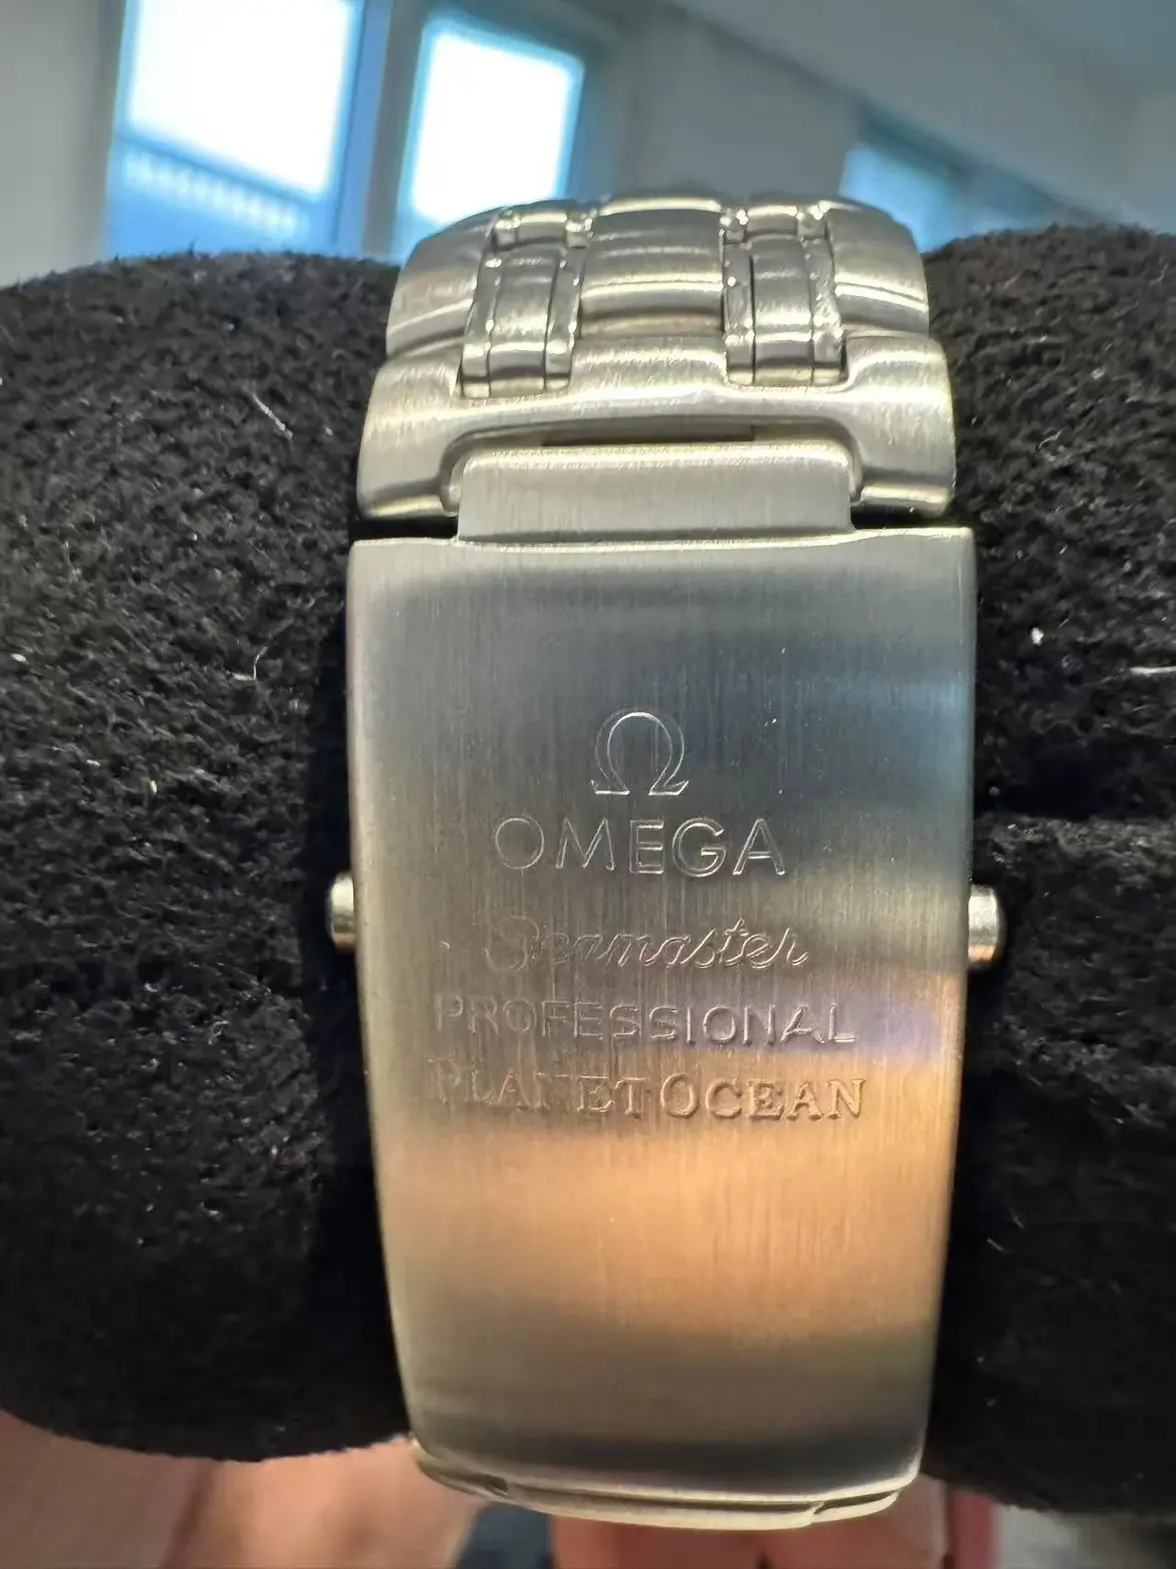 Ω
OMEGA
Seamaster
PROFESSIONAL
PLANET OCEAN